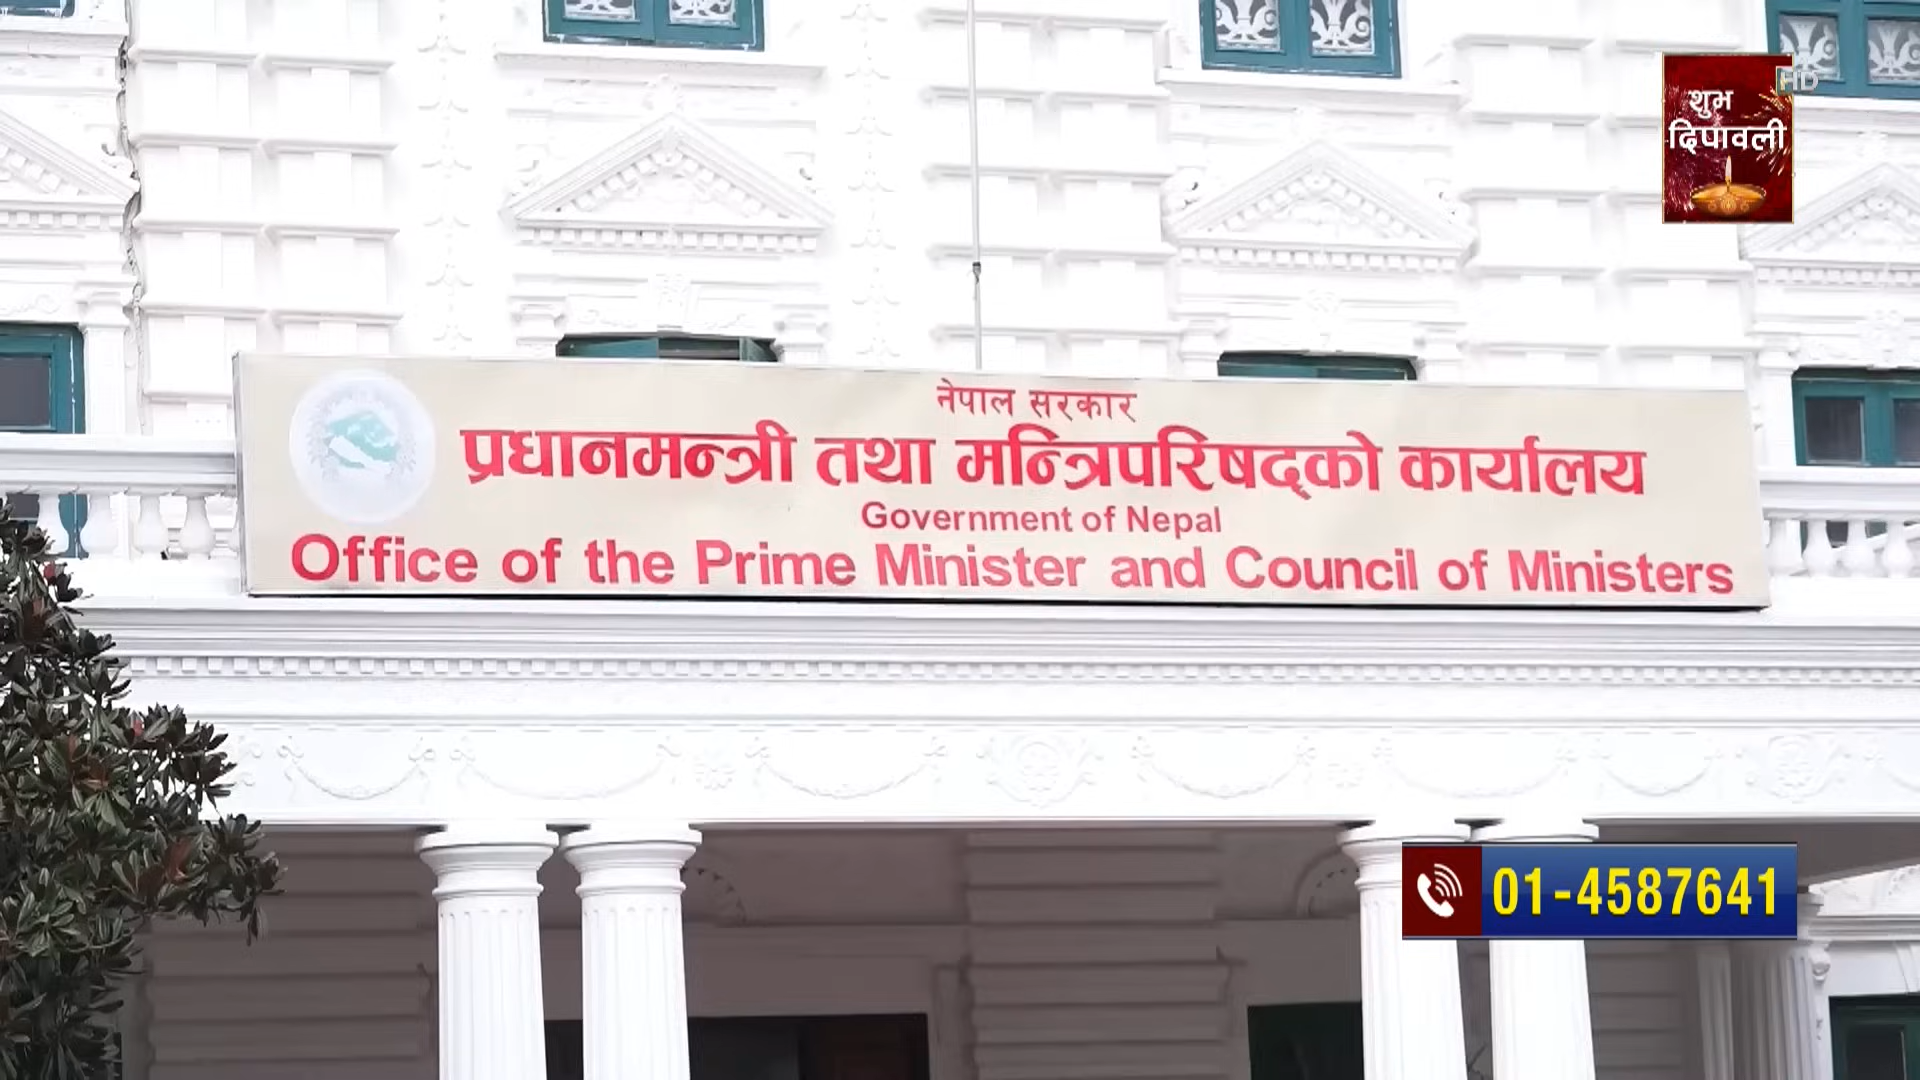 HD
शुभ
दिपावली
नेपाल सरकार
प्रधानमन्त्री तथा मन्त्रिपरिषद्को कार्यालय
Government of Nepal
Office of the Prime Minister and Council of Ministers
01-4587641